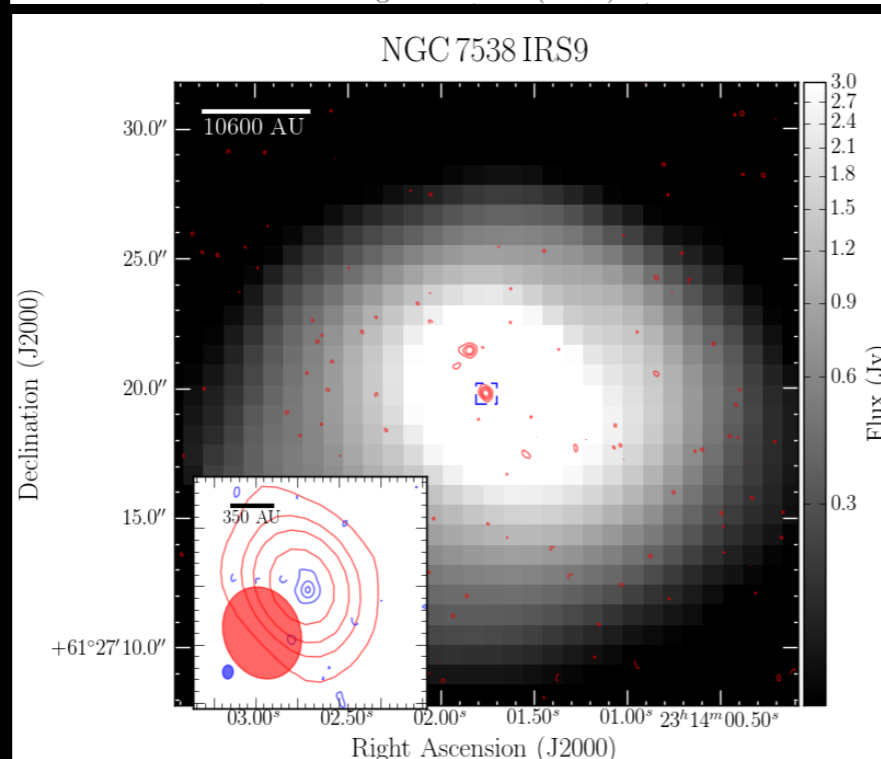 NGC 7538 IRS9
10600 AU
30.0″
25.0″
20.0″
15.0″
+61°27′10.0″
Declination (J2000)
350 AU
03.00ˢ 02.50ˢ 02.00ˢ 01.50ˢ 01.00ˢ 23ʰ14ᵐ00.50ˢ
Right Ascension (J2000)
3.0
2.7
2.4
2.1
1.8
1.5
1.2
0.9
0.6
0.3
Flux (Jy)